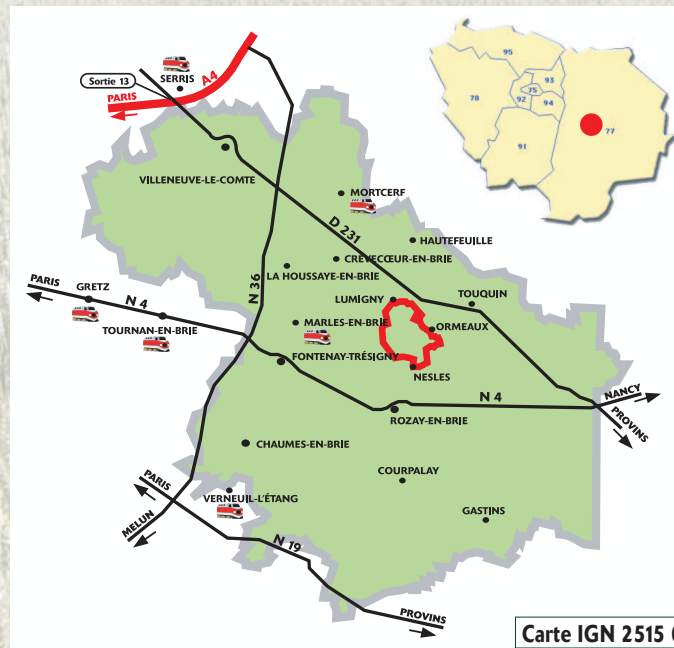 95
93
75
78
92
94
77
91
A4
SERRIS
Sortie 13
PARIS
VILLENEUVE-LE-COMTE
MORTCERF
D 231
HAUTEFEUILLE
CRÈVECŒUR-EN-BRIE
LA HOUSSAYE-EN-BRIE
N 36
PARIS
GRETZ
N 4
LUMIGNY
TOUQUIN
TOURNAN-EN-BRIE
MARLES-EN-BRIE
ORMEAUX
FONTENAY-TRÉSIGNY
NESLES
N 4
NANCY
PROVINS
ROZAY-EN-BRIE
CHAUMES-EN-BRIE
PARIS
COURPALAY
VERNEUIL-L'ÉTANG
GASTINS
MELUN
N 19
PROVINS
Carte IGN 2515